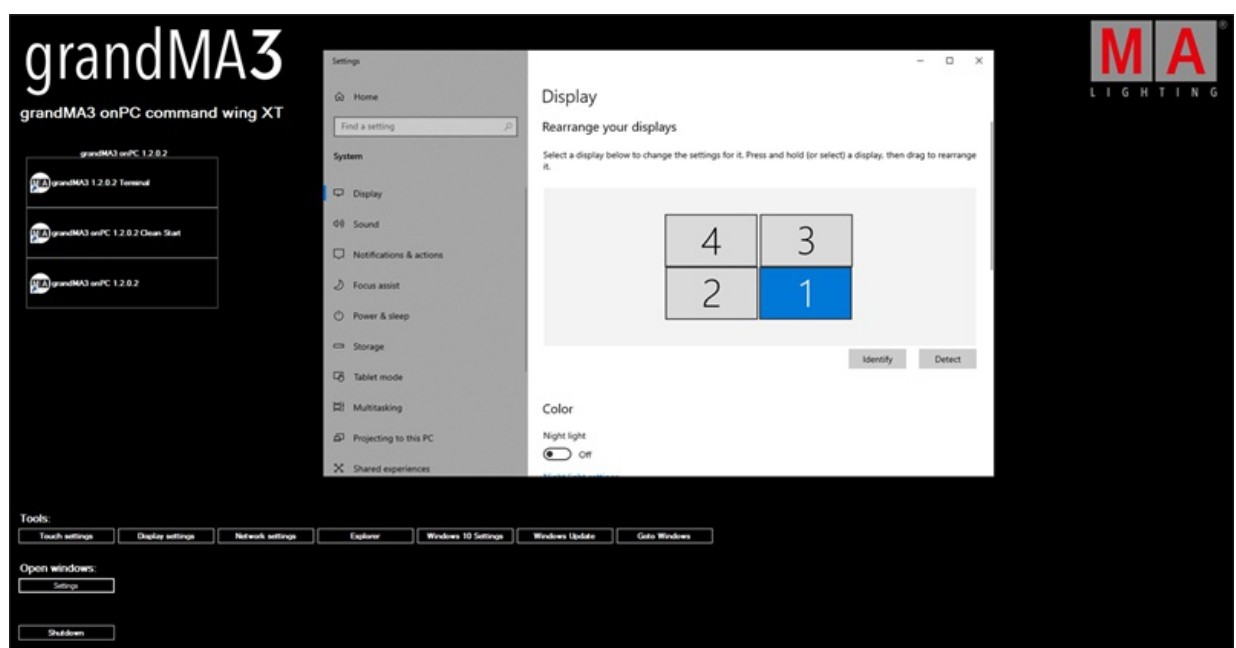 grandMA3
grandMA3 onPC command wing XT
MA®
LIGHTING
grandMA3 onPC 1.2.0.2
grandMA3 1.2.0.2 Terminal
grandMA3 onPC 1.2.0.2 Clean Start
grandMA3 onPC 1.2.0.2
Settings
Home
Find a setting
System
Display
Sound
Notifications & actions
Focus assist
Power & sleep
Storage
Tablet mode
Multitasking
Projecting to this PC
Shared experiences
Display
Rearrange your displays
Select a display below to change the settings for it. Press and hold (or select) a display, then drag to rearrange
it.
4 3
2 1
Identify Detect
Color
Night light
Off
Night light settings
Tools:
Touch settings Display settings Network settings Explorer Windows 10 Settings Windows Update Goto Windows
Open windows:
Settings
Shutdown